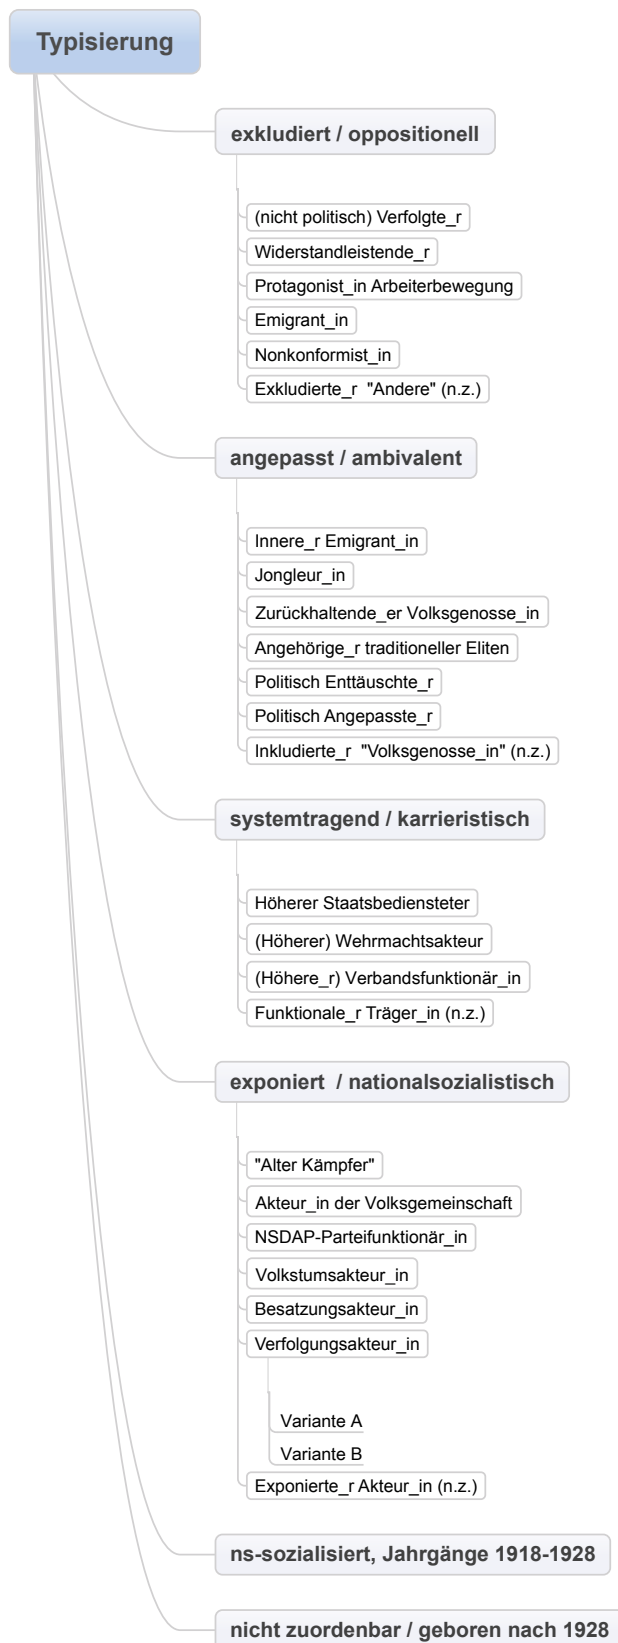 Typisierung
exkludiert / oppositionell
(nicht politisch) Verfolgte_r
Widerstandleistende_r
Protagonist_in Arbeiterbewegung
Emigrant_in
Nonkonformist_in
Exkludierte_r "Andere" (n.z.)
angepasst / ambivalent
Innere_r Emigrant_in
Jongleur_in
Zurückhaltende_er Volksgenosse_in
Angehörige_r traditioneller Eliten
Politisch Enttäuschte_r
Politisch Angepasste_r
Inkludierte_r "Volksgenosse_in" (n.z.)
systemtragend / karrieristisch
Höherer Staatsbediensteter
(Höherer) Wehrmachtsakteur
(Höhere_r) Verbandsfunktionär_in
Funktionale_r Träger_in (n.z.)
exponiert / nationalsozialistisch
"Alter Kämpfer"
Akteur_in der Volksgemeinschaft
NSDAP-Parteifunktionär_in
Volkstumsakteur_in
Besatzungsakteur_in
Verfolgungsakteur_in
Variante A
Variante B
Exponierte_r Akteur_in (n.z.)
ns-sozialisiert, Jahrgänge 1918-1928
nicht zuordenbar / geboren nach 1928